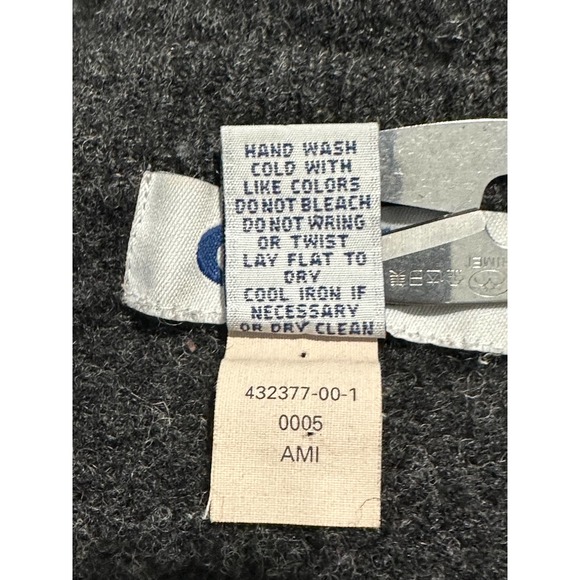 HAND WASH
COLD WITH
LIKE COLORS
DO NOT BLEACH
DO NOT WRING
OR TWIST
LAY FLAT TO
DRY
COOL IRON IF
NECESSARY
OR DRY CLEAN
432377-00-1
0005
AMI